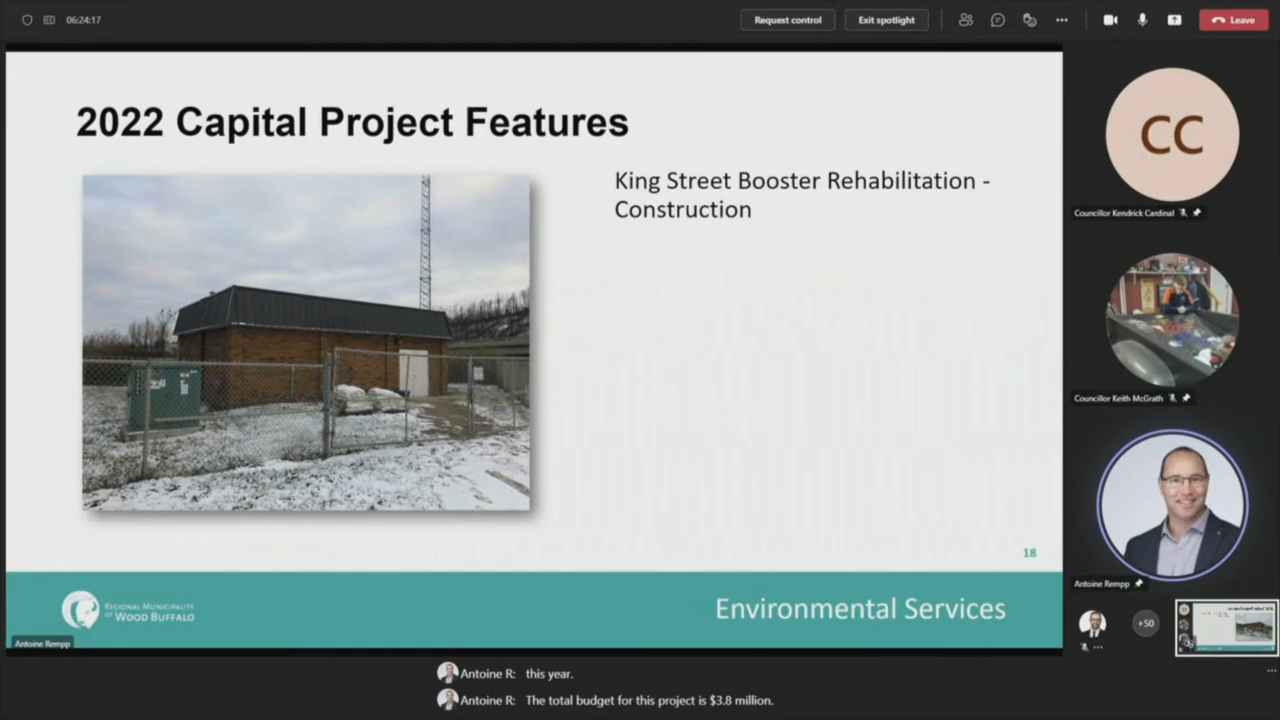 06:24:17
Request control
Exit spotlight
Leave
2022 Capital Project Features
King Street Booster Rehabilitation -
Construction
18
REGIONAL MUNICIPALITY
OF WOOD BUFFALO
Environmental Services
Antoine Rempp
CC
Councillor Kendrick Cardinal
Councillor Keith McGrath
Antoine Rempp
+50
Antoine R: this year.
Antoine R: The total budget for this project is $3.8 million.